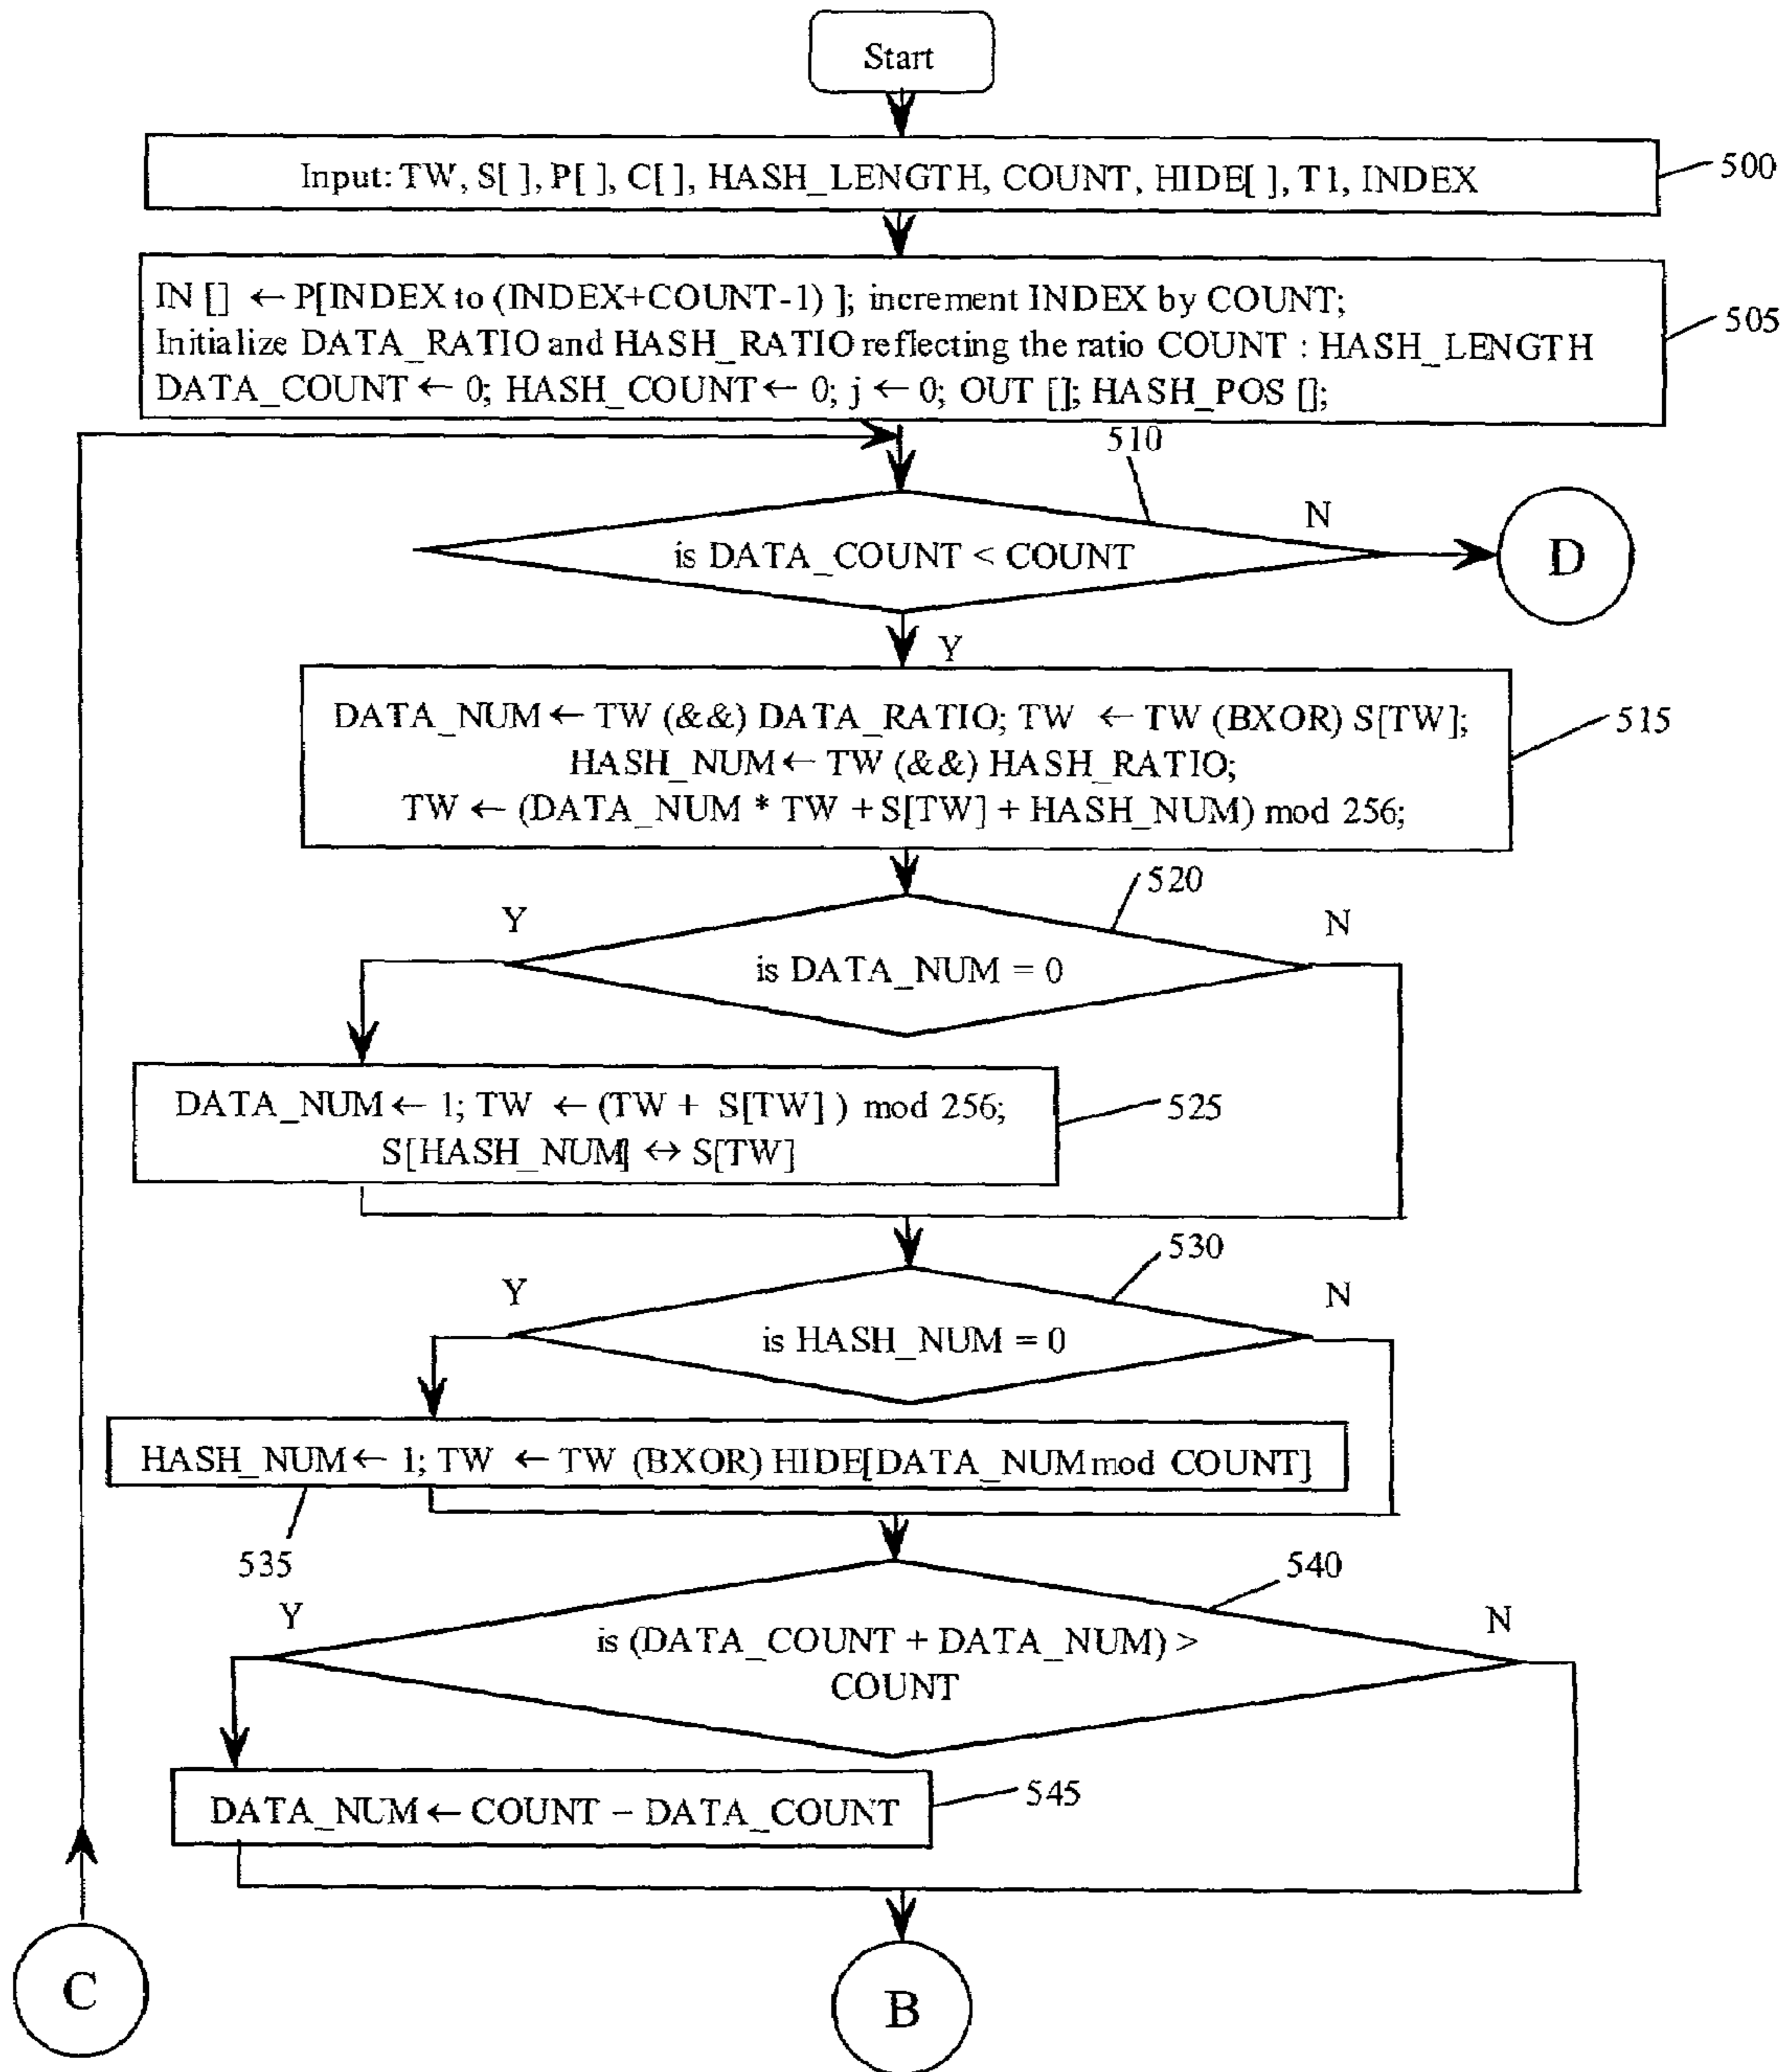 Start
Input: TW, S[ ], P[ ], C[ ], HASH_LENGTH, COUNT, HIDE[ ], T1, INDEX
500
IN [] ← P[INDEX to (INDEX+COUNT-1) ]; increment INDEX by COUNT;
Initialize DATA_RATIO and HASH_RATIO reflecting the ratio COUNT : HASH_LENGTH
DATA_COUNT ← 0; HASH_COUNT ← 0; j ← 0; OUT []; HASH_POS [];
505
510
is DATA_COUNT < COUNT
N
D
Y
DATA_NUM ← TW (&&) DATA_RATIO; TW ← TW (BXOR) S[TW];
HASH_NUM ← TW (&&) HASH_RATIO;
TW ← (DATA_NUM * TW + S[TW] + HASH_NUM) mod 256;
515
520
Y
N
is DATA_NUM = 0
DATA_NUM ← 1; TW ← (TW + S[TW] ) mod 256;
S[HASH_NUM] ↔ S[TW]
525
530
Y
N
is HASH_NUM = 0
HASH_NUM ← 1; TW ← TW (BXOR) HIDE[DATA_NUM mod COUNT]
535
540
Y
N
is (DATA_COUNT + DATA_NUM) >
COUNT
DATA_NUM ← COUNT – DATA_COUNT
545
C
B